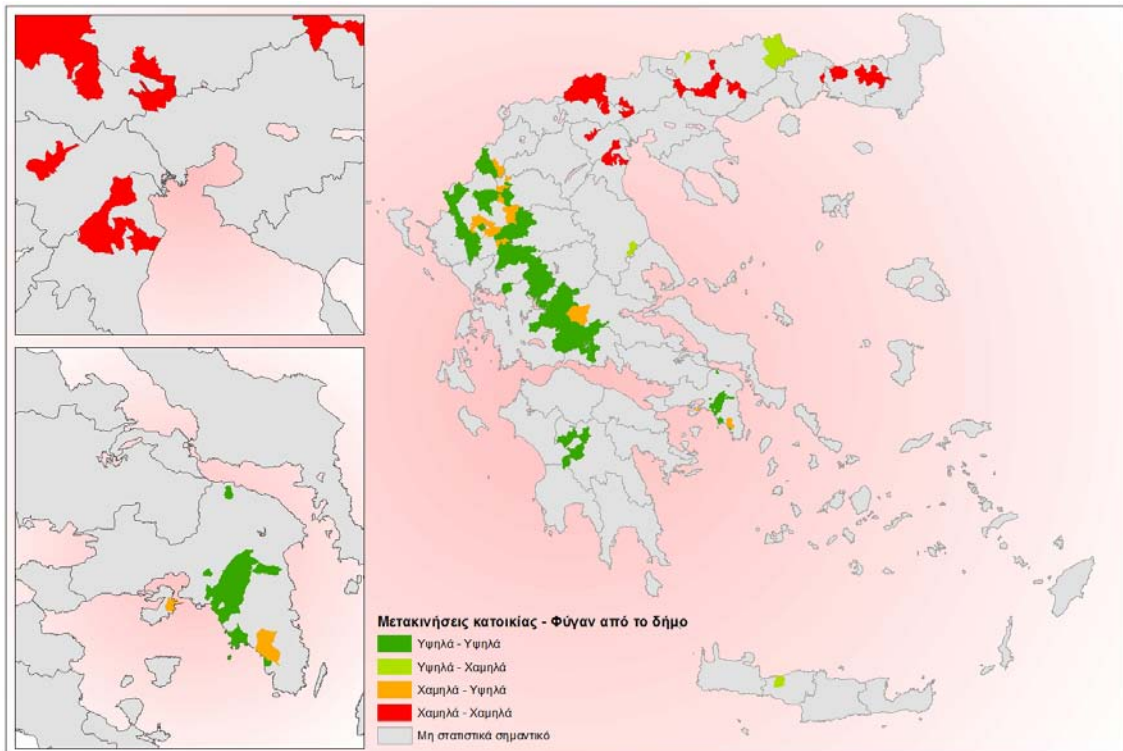 Μετακινήσεις κατοικίας - Φύγαν από το δήμο
Υψηλά - Υψηλά
Υψηλά - Χαμηλά
Χαμηλά - Υψηλά
Χαμηλά - Χαμηλά
Μη στατιστικά σημαντικό